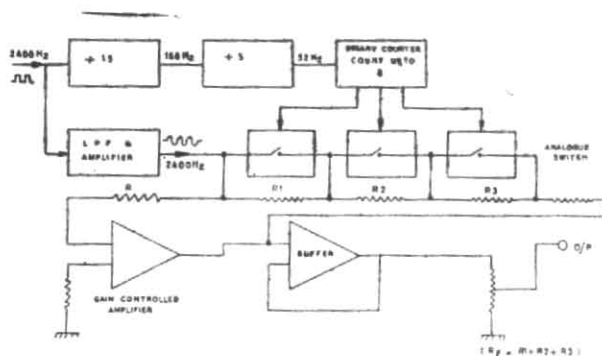 2400Hz
÷ 15
160Hz
÷ 5
32Hz
BINARY COUNTER
COUNT UPTO
8
L P F &
AMPLIFIER
2400Hz
ANALOGUE
SWITCH
R
R1
R2
R3
BUFFER
O/P
GAIN CONTROLLED
AMPLIFIER
( RF = R1+R2+R3 )